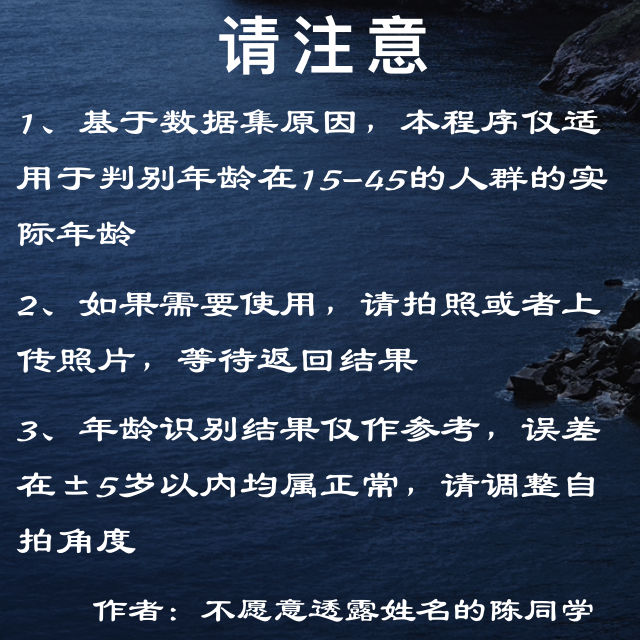 请注意
1、基于数据集原因，本程序仅适
用于判别年龄在15-45的人群的实
际年龄
2、如果需要使用，请拍照或者上
传照片，等待返回结果
3、年龄识别结果仅作参考，误差
在±5岁以内均属正常，请调整自
拍角度
作者：不愿意透露姓名的陈同学